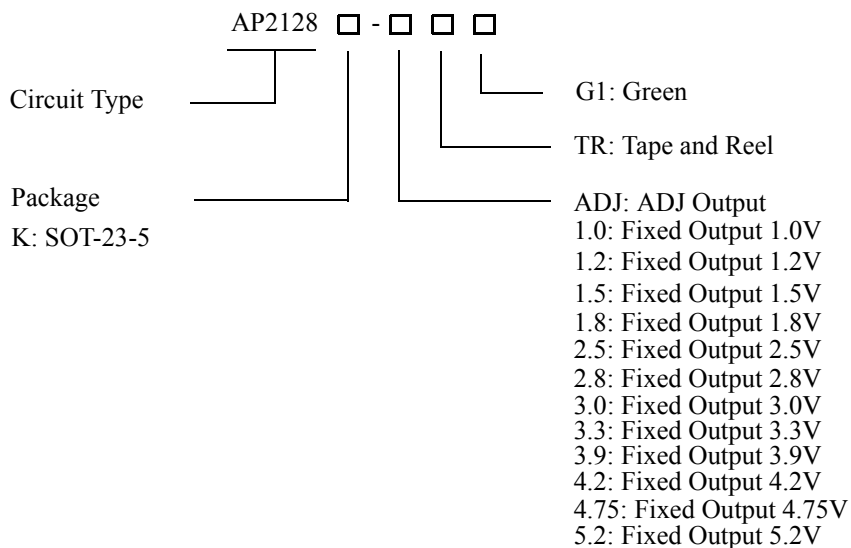 AP2128 -
Circuit Type
G1: Green
TR: Tape and Reel
Package
K: SOT-23-5
ADJ: ADJ Output
1.0: Fixed Output 1.0V
1.2: Fixed Output 1.2V
1.5: Fixed Output 1.5V
1.8: Fixed Output 1.8V
2.5: Fixed Output 2.5V
2.8: Fixed Output 2.8V
3.0: Fixed Output 3.0V
3.3: Fixed Output 3.3V
3.9: Fixed Output 3.9V
4.2: Fixed Output 4.2V
4.75: Fixed Output 4.75V
5.2: Fixed Output 5.2V